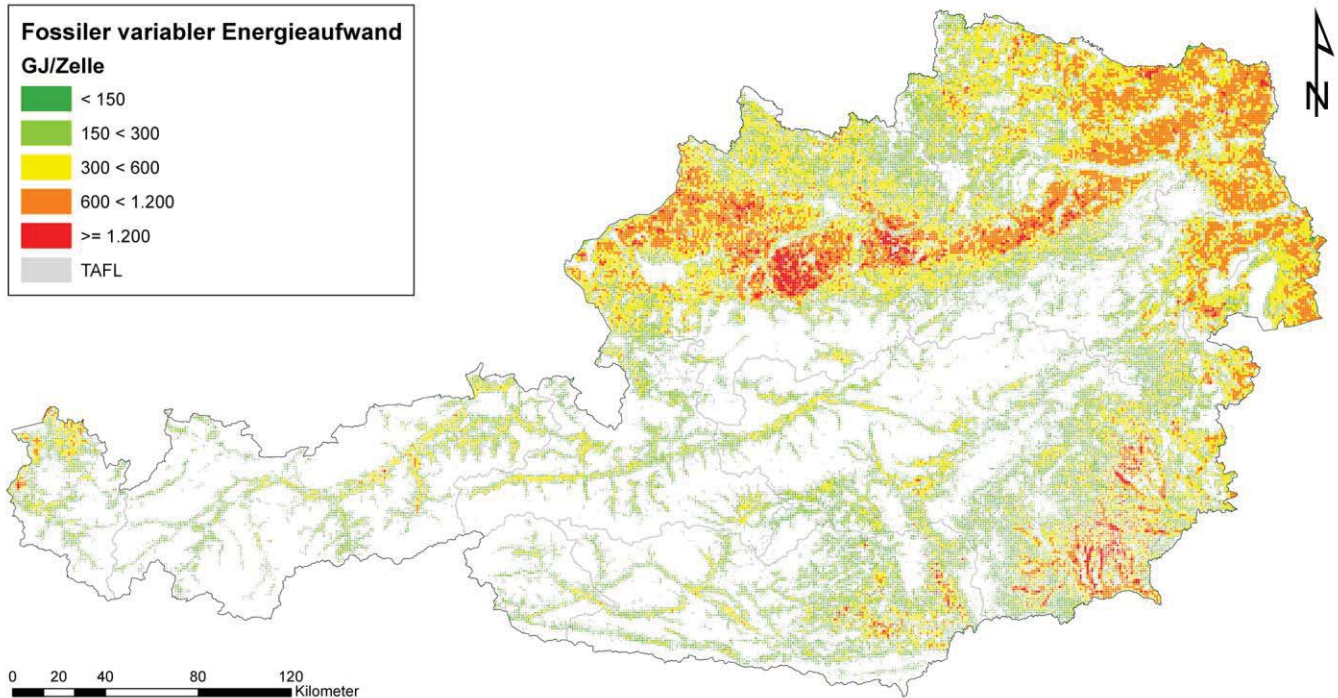 Fossiler variabler Energieaufwand
GJ/Zelle
< 150
150 < 300
300 < 600
600 < 1.200
>= 1.200
TAFL
N
0 20 40 80 120
Kilometer